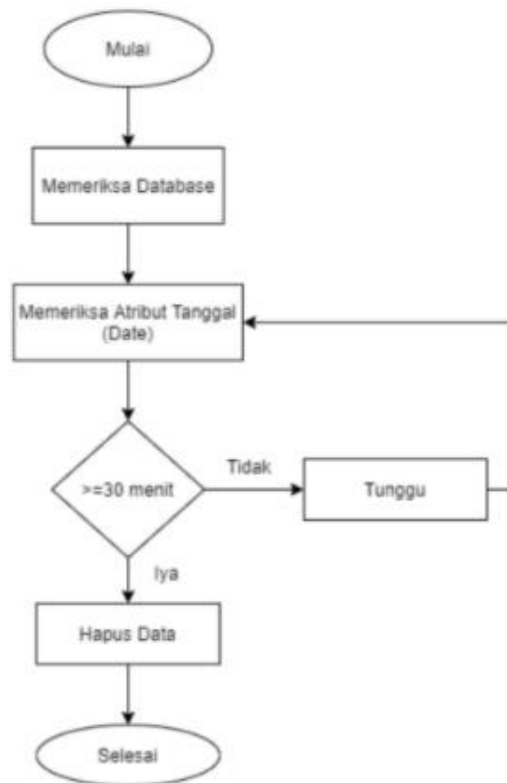 Mulai
Memeriksa Database
Memeriksa Atribut Tanggal
(Date)
>=30 menit
Tidak
Tunggu
Iya
Hapus Data
Selesai